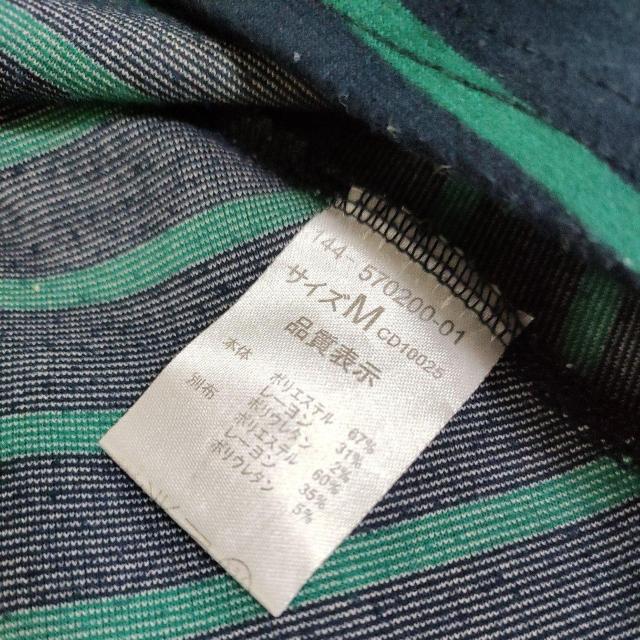 144-570200-01
サイズM CD10025
品質表示
本体 ポリエステル 67%
レーヨン 31%
ポリウレタン 2%
別布 ポリエステル 60%
レーヨン 35%
ポリウレタン 5%